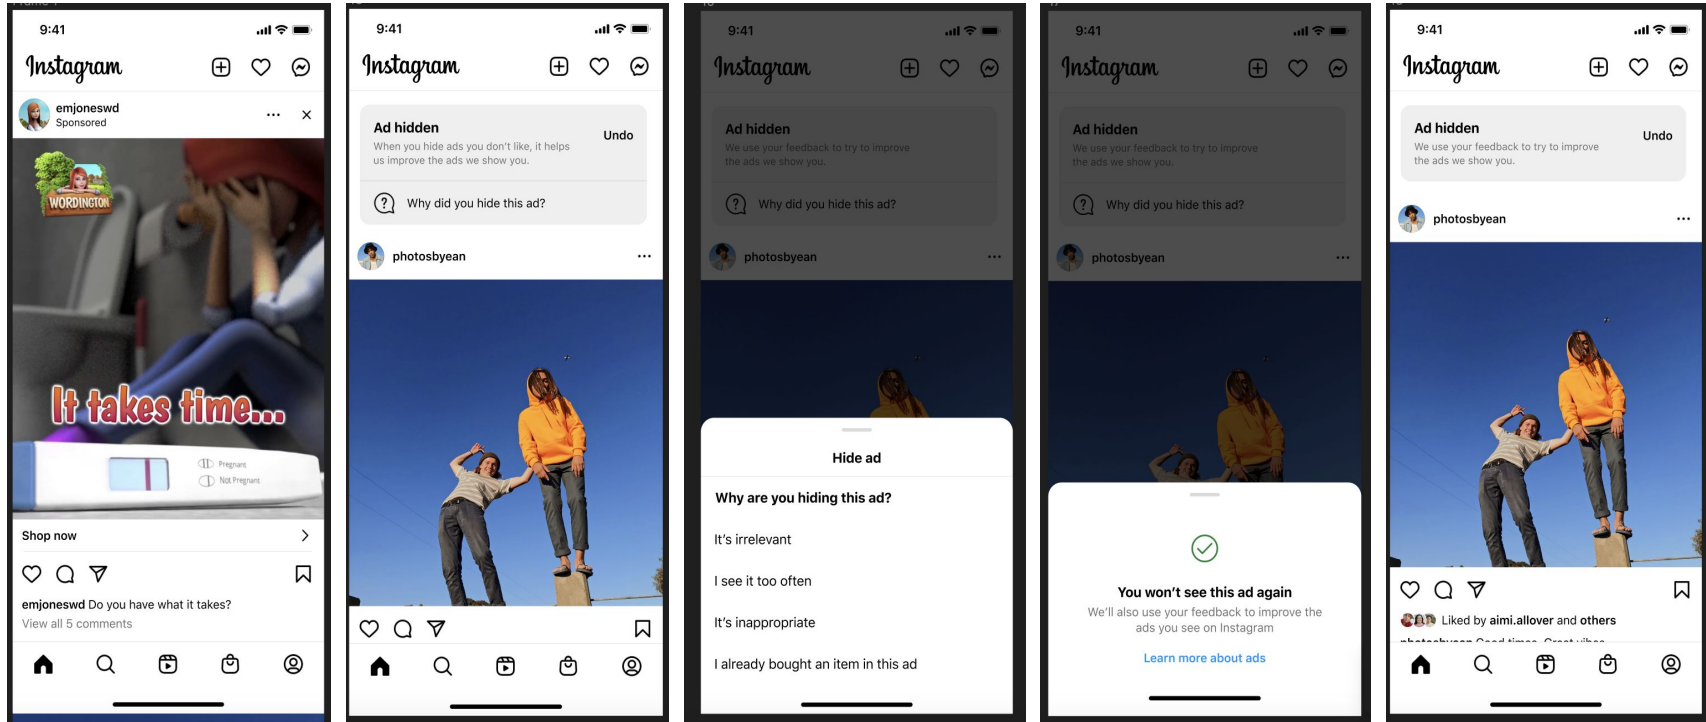 9:41
Instagram
emjoneswd
Sponsored
WORDINGTON
It takes time...
Pregnant
Not Pregnant
Shop now
emjoneswd Do you have what it takes?
View all 5 comments
9:41
Instagram
Ad hidden
Undo
When you hide ads you don't like, it helps
us improve the ads we show you.
Why did you hide this ad?
photosbyean
9:41
Instagram
Ad hidden
We use your feedback to try to improve
the ads we show you.
Why did you hide this ad?
photosbyean
Hide ad
Why are you hiding this ad?
It's irrelevant
I see it too often
It's inappropriate
I already bought an item in this ad
9:41
Instagram
Ad hidden
We use your feedback to try to improve
the ads we show you.
Why did you hide this ad?
photosbyean
You won't see this ad again
We'll also use your feedback to improve the
ads you see on Instagram
Learn more about ads
9:41
Instagram
Ad hidden
Undo
We use your feedback to try to improve
the ads we show you.
photosbyean
Liked by aimi.allover and others
photosbyean Good times. Great vibes